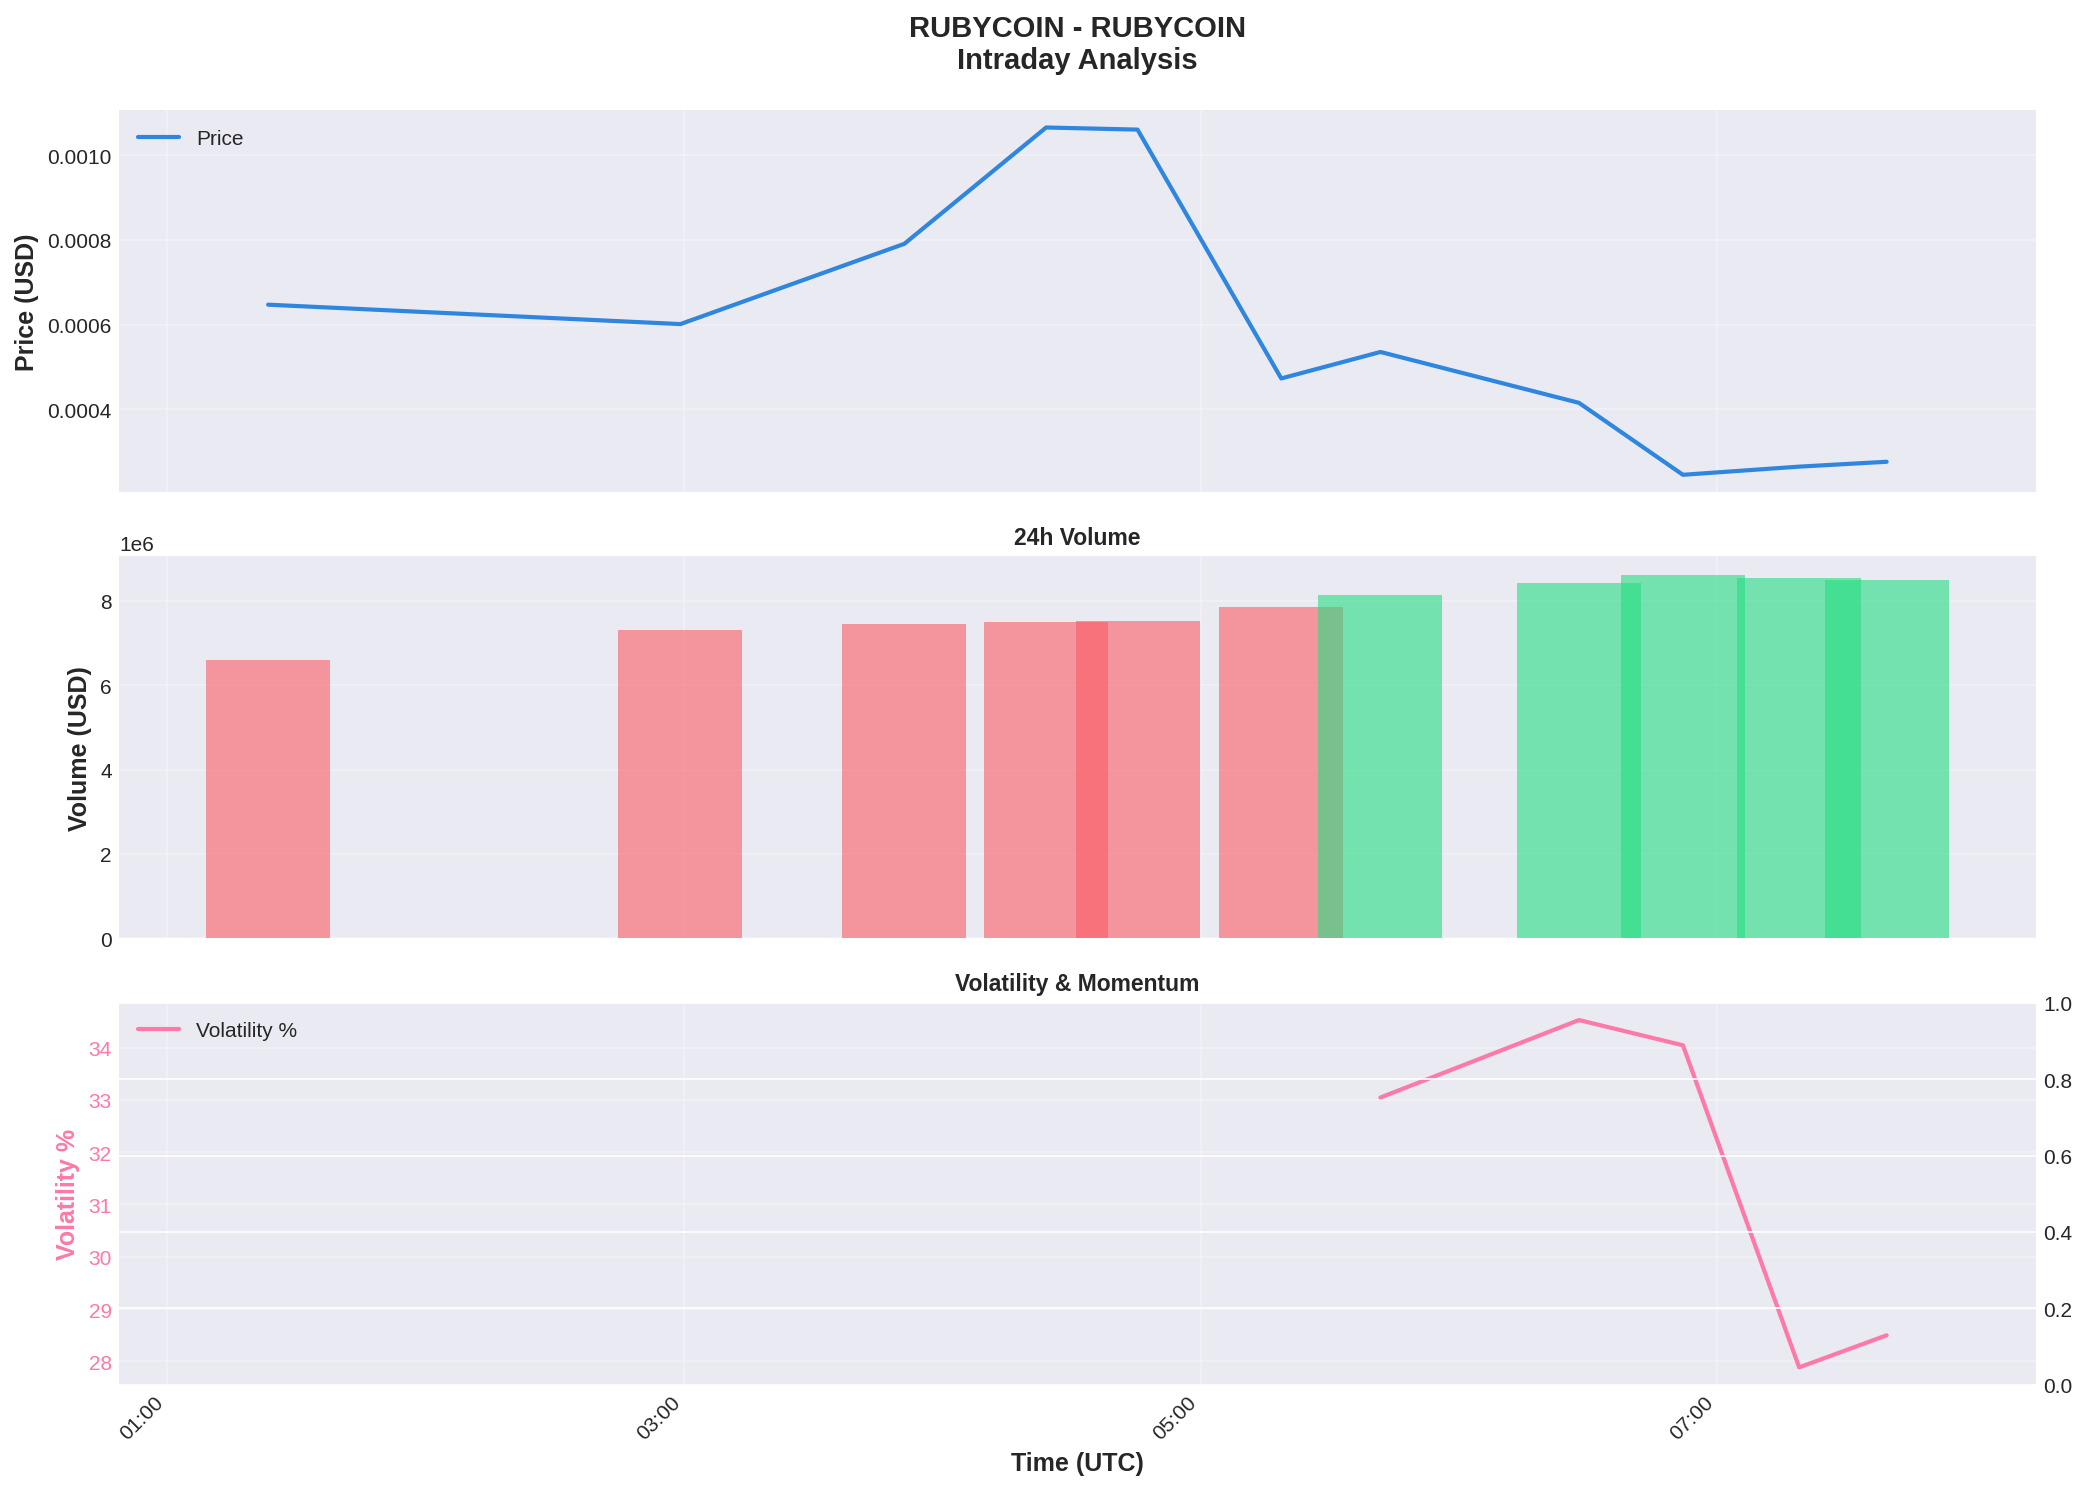 RUBYCOIN - RUBYCOIN
Intraday Analysis
Price
0.0010
0.0008
0.0006
0.0004
Price (USD)
24h Volume
1e6
8
6
4
2
0
Volume (USD)
Volatility & Momentum
Volatility %
34
33
32
31
30
29
28
Volatility %
1.0
0.8
0.6
0.4
0.2
0.0
01:00
03:00
05:00
07:00
Time (UTC)